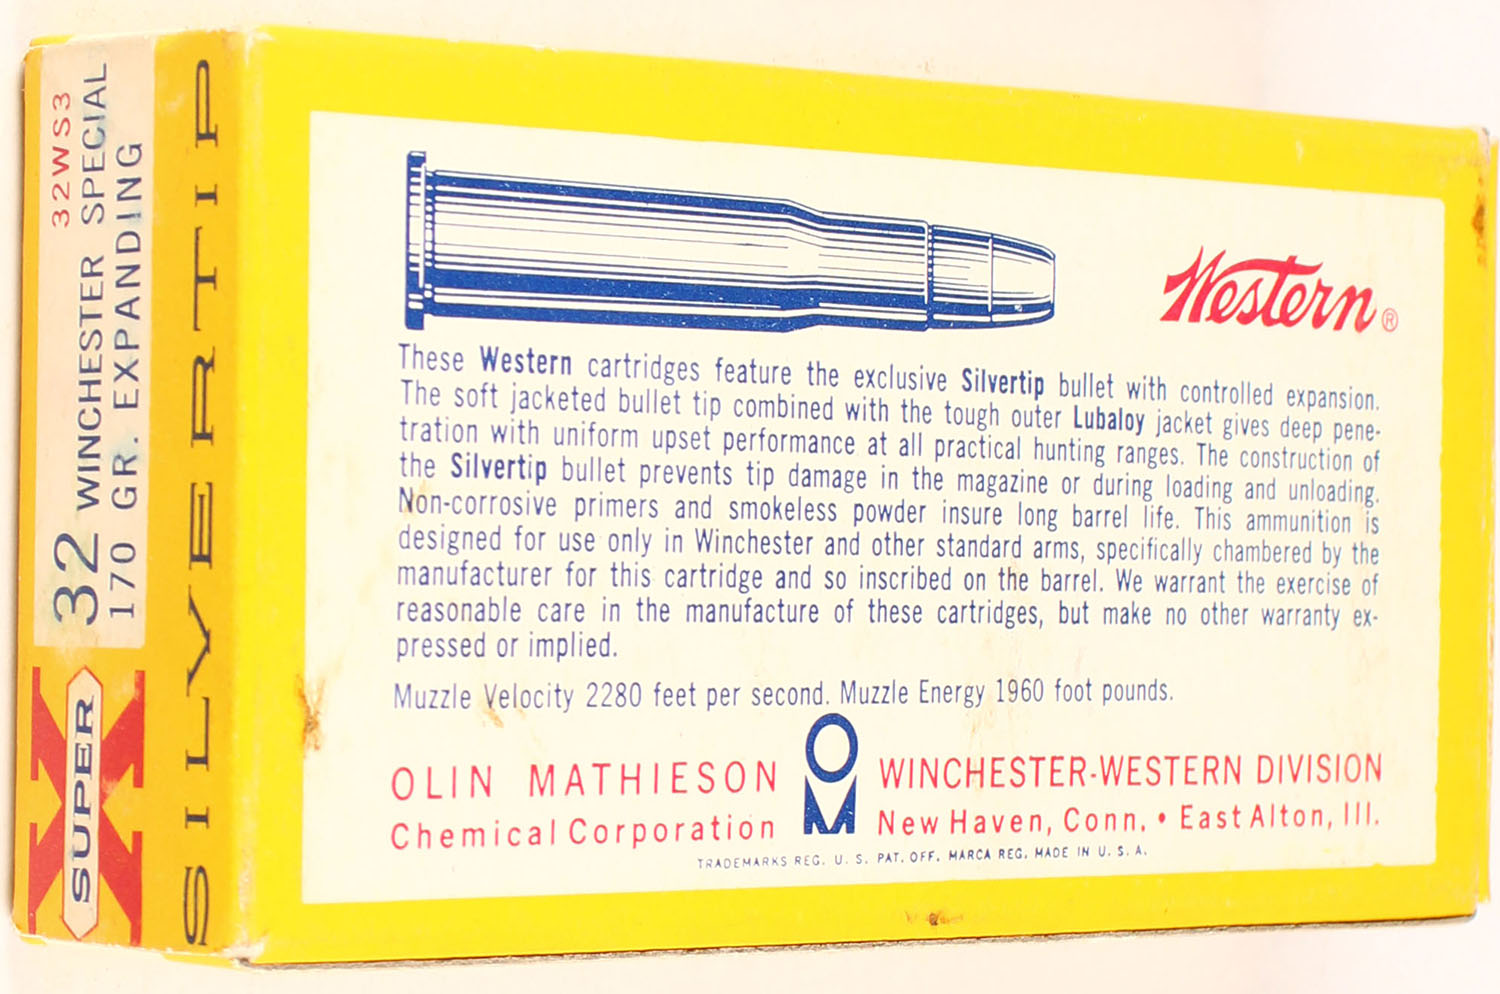 32WS3
32 WINCHESTER SPECIAL
170 GR. EXPANDING
SUPER X
SILVERTIP
Western ®
These Western cartridges feature the exclusive Silvertip bullet with controlled expansion.
The soft jacketed bullet tip combined with the tough outer Lubaloy jacket gives deep pene-
tration with uniform upset performance at all practical hunting ranges. The construction of
the Silvertip bullet prevents tip damage in the magazine or during loading and unloading.
Non-corrosive primers and smokeless powder insure long barrel life. This ammunition is
designed for use only in Winchester and other standard arms, specifically chambered by the
manufacturer for this cartridge and so inscribed on the barrel. We warrant the exercise of
reasonable care in the manufacture of these cartridges, but make no other warranty ex-
pressed or implied.
Muzzle Velocity 2280 feet per second. Muzzle Energy 1960 foot pounds.
OLIN MATHIESON
Chemical Corporation
OM
WINCHESTER-WESTERN DIVISION
New Haven, Conn. • East Alton, Ill.
TRADEMARKS REG. U. S. PAT. OFF. MARCA REG. MADE IN U. S. A.